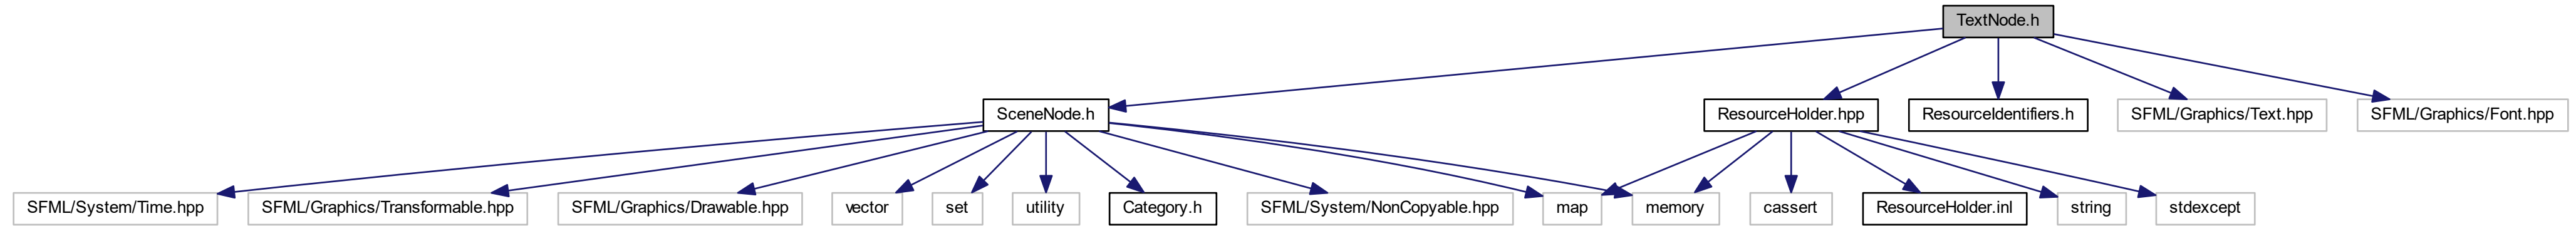 TextNode.h
SceneNode.h
ResourceHolder.hpp
ResourceIdentifiers.h
SFML/Graphics/Text.hpp
SFML/Graphics/Font.hpp
SFML/System/Time.hpp
SFML/Graphics/Transformable.hpp
SFML/Graphics/Drawable.hpp
vector
set
utility
Category.h
SFML/System/NonCopyable.hpp
map
memory
cassert
ResourceHolder.inl
string
stdexcept